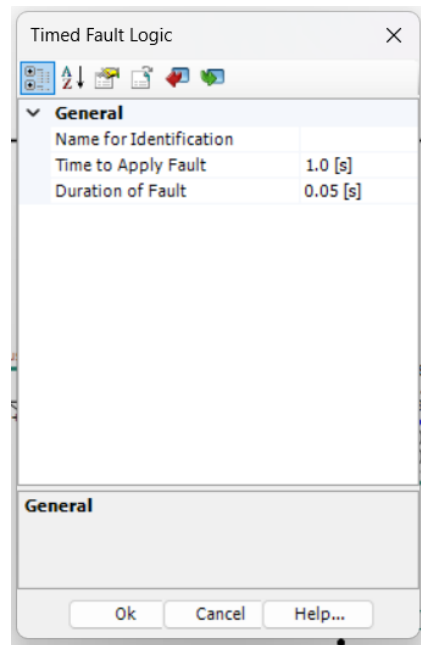 Timed Fault Logic
General
Name for Identification
Time to Apply Fault 1.0 [s]
Duration of Fault 0.05 [s]
General
Ok Cancel Help...